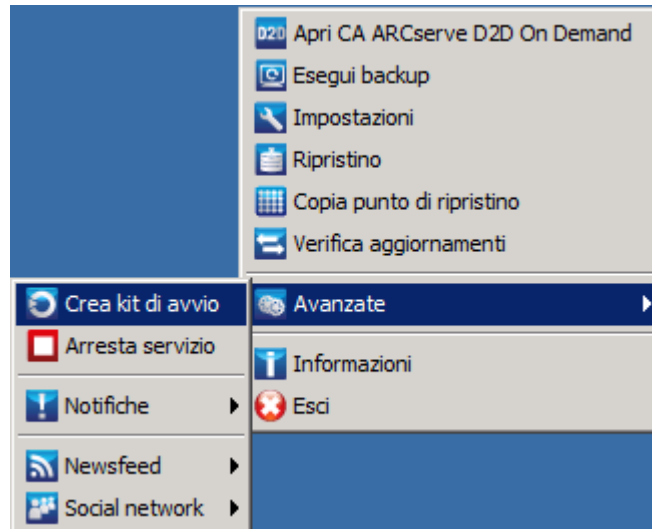 D2D Apri CA ARCserve D2D On Demand
Esegui backup
Impostazioni
Ripristino
Copia punto di ripristino
Verifica aggiornamenti
Avanzate
Informazioni
Esci
Crea kit di avvio
Arresta servizio
Notifiche
Newsfeed
Social network